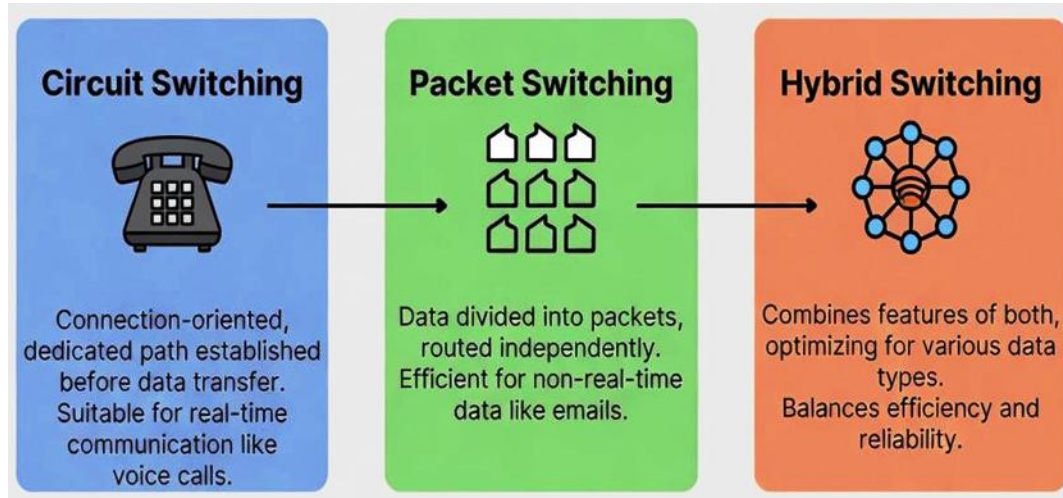 Circuit Switching
Connection-oriented,
dedicated path established
before data transfer.
Suitable for real-time
communication like
voice calls.
Packet Switching
Data divided into packets,
routed independently.
Efficient for non-real-time
data like emails.
Hybrid Switching
Combines features of both,
optimizing for various data
types.
Balances efficiency and
reliability.